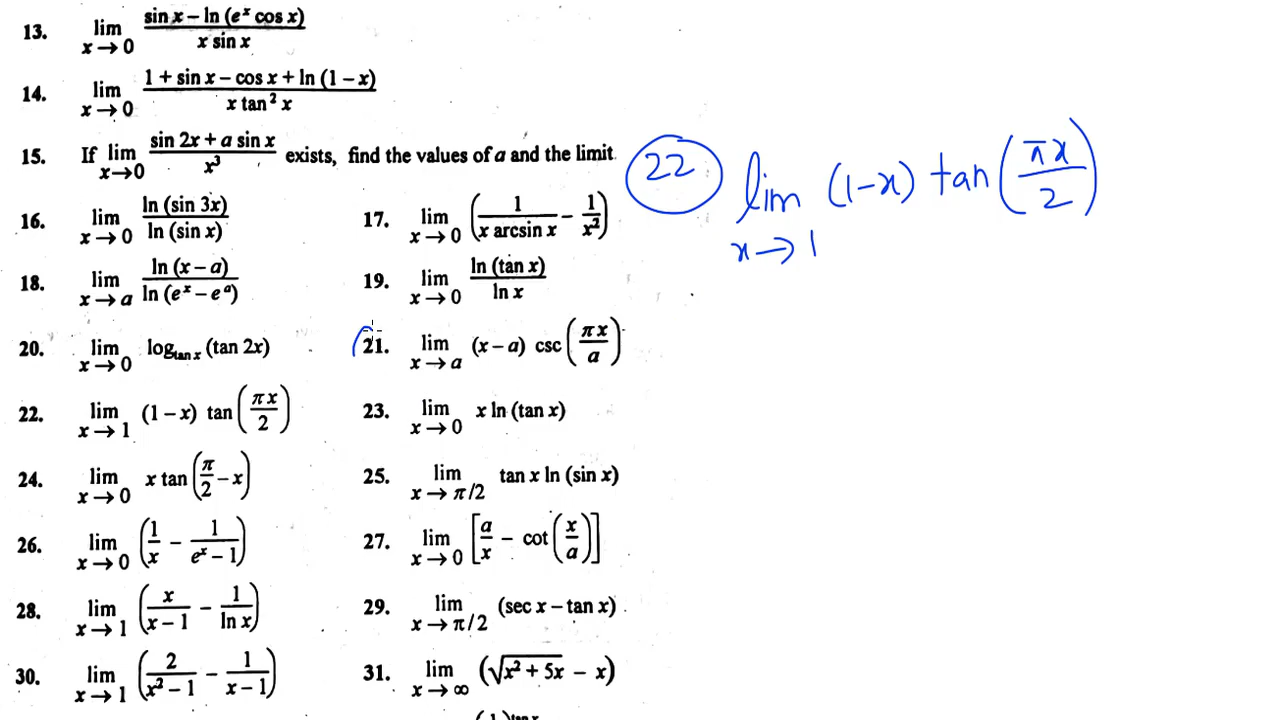 13. lim x→0 (sin x − ln (e^x cos x)) / (x sin x)
14. lim x→0 (1 + sin x − cos x + ln (1 − x)) / (x tan² x)
15. If lim x→0 (sin 2x + a sin x) / x³ exists, find the values of a and the limit.
16. lim x→0 ln (sin 3x) / ln (sin x)
17. lim x→0 (1 / (x arcsin x) − 1 / x²)
18. lim x→a ln (x − a) / ln (e^x − e^a)
19. lim x→0 ln (tan x) / ln x
20. lim x→0 log_tan x (tan 2x)
21. lim x→a (x − a) csc (πx / a)
22. lim x→1 (1 − x) tan (πx / 2)
23. lim x→0 x ln (tan x)
24. lim x→0 x tan (π/2 − x)
25. lim x→π/2 tan x ln (sin x)
26. lim x→0 (1/x − 1 / (e^x − 1))
27. lim x→0 [a/x − cot (x/a)]
28. lim x→1 (x / (x − 1) − 1 / ln x)
29. lim x→π/2 (sec x − tan x)
30. lim x→1 (2 / (x² − 1) − 1 / (x − 1))
31. lim x→∞ (√(x² + 5x) − x)
22 lim x→1 (1−x) tan (πx / 2)